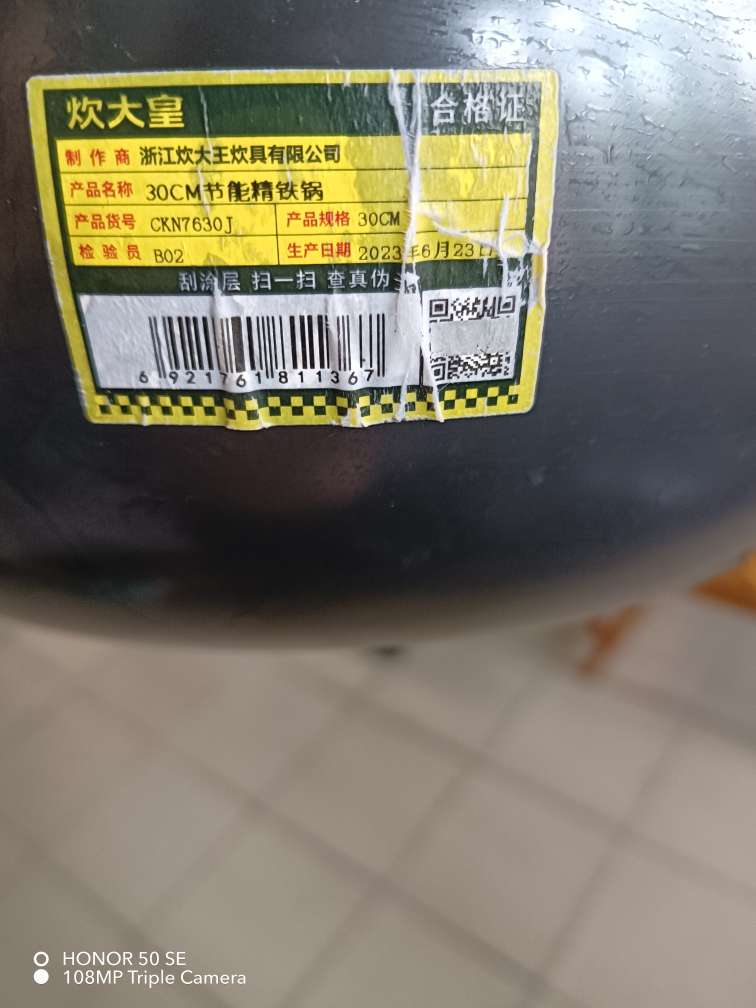 炊大皇 合格证
制作商 浙江炊大王炊具有限公司
产品名称 30CM节能精铁锅
产品货号 CKN7630J 产品规格 30CM
检验员 B02 生产日期 2023年6月23日
刮涂层 扫一扫 查真伪
6 921761 811367
HONOR 50 SE
108MP Triple Camera